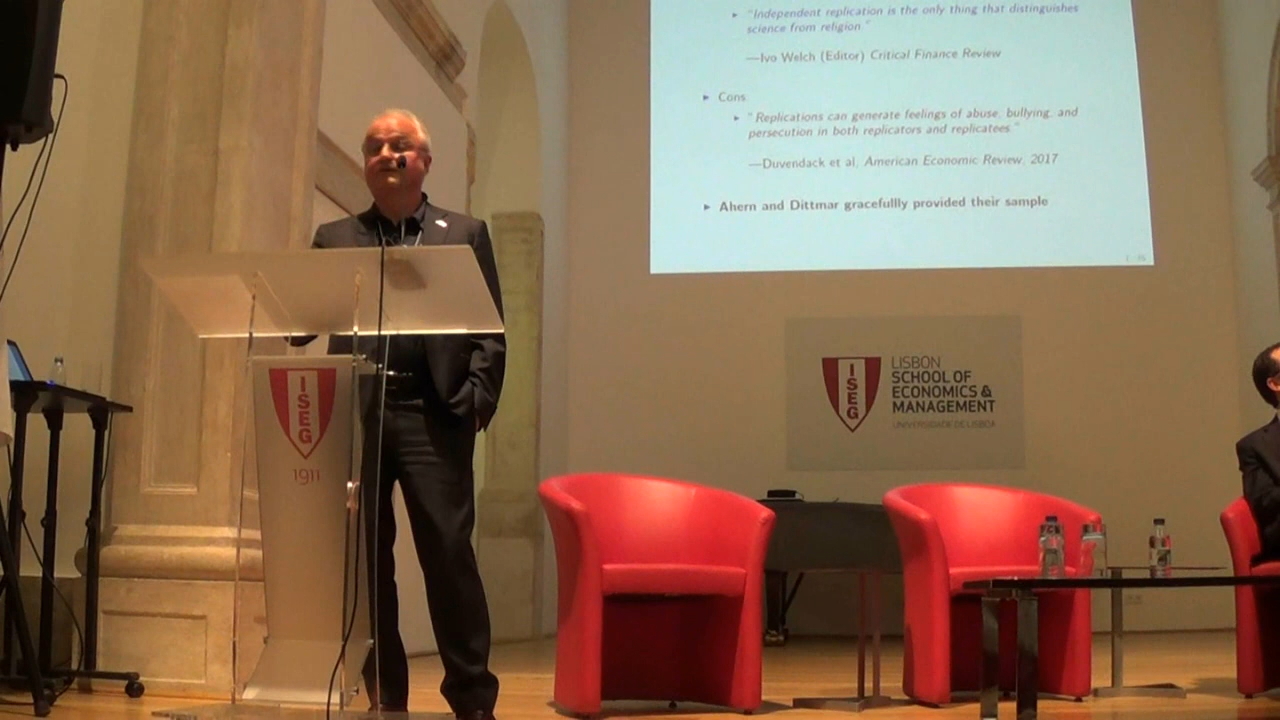 "Independent replication is the only thing that distinguishes
science from religion."
—Ivo Welch (Editor) Critical Finance Review
Cons
"Replications can generate feelings of abuse, bullying, and
persecution in both replicators and replicatees"
—Duvendack et al, American Economic Review, 2017
Ahern and Dittmar gracefullly provided their sample
ISEG
1911
ISEG
LISBON
SCHOOL OF
ECONOMICS &
MANAGEMENT
UNIVERSIDADE DE LISBOA